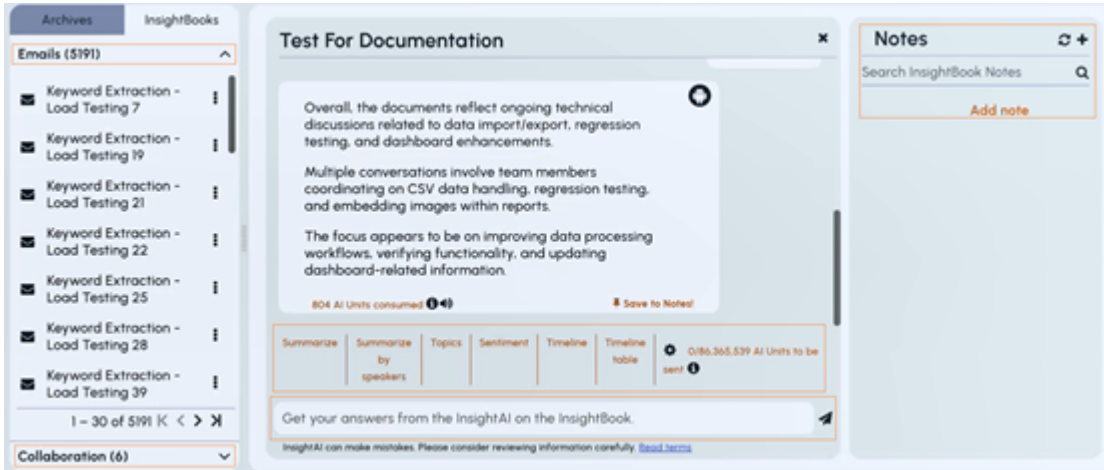 Archives
InsightBooks
Emails (5191)
Keyword Extraction -
Load Testing 7
Keyword Extraction -
Load Testing 19
Keyword Extraction -
Load Testing 21
Keyword Extraction -
Load Testing 22
Keyword Extraction -
Load Testing 25
Keyword Extraction -
Load Testing 28
Keyword Extraction -
Load Testing 39
1 – 30 of 5191
Collaboration (6)
Test For Documentation
Overall, the documents reflect ongoing technical
discussions related to data import/export, regression
testing, and dashboard enhancements.
Multiple conversations involve team members
coordinating on CSV data handling, regression testing,
and embedding images within reports.
The focus appears to be on improving data processing
workflows, verifying functionality, and updating
dashboard-related information.
804 AI Units consumed
Save to Notes!
Summarize
Summarize
by
speakers
Topics
Sentiment
Timeline
Timeline
table
0/86,365,539 AI Units to be
sent
Get your answers from the InsightAI on the InsightBook.
InsightAI can make mistakes. Please consider reviewing information carefully. Read terms
Notes
Search InsightBook Notes
Add note